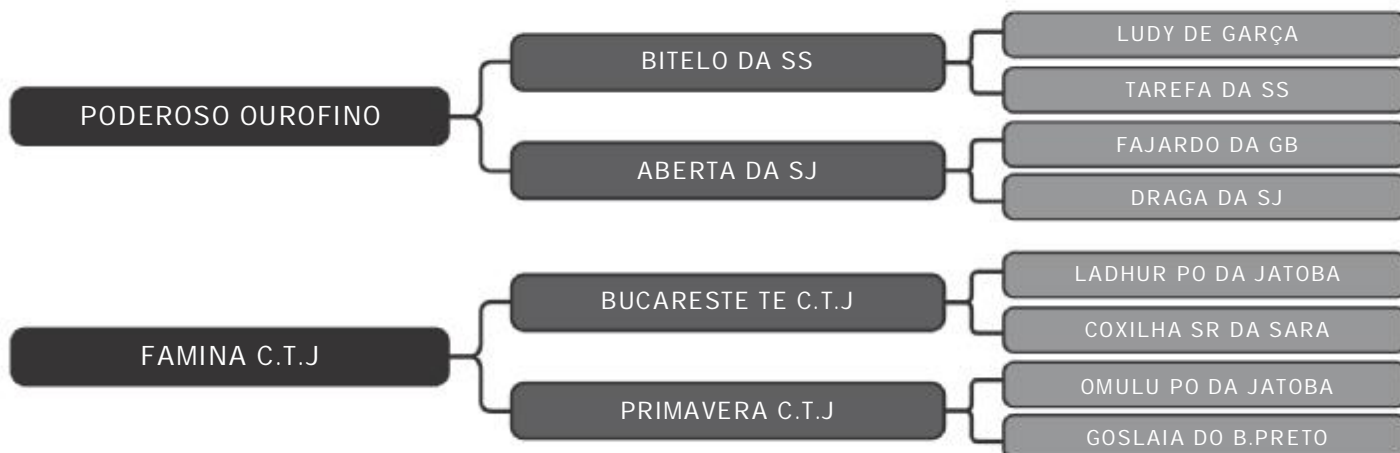 PODEROSO OUROFINO
BITELO DA SS
LUDY DE GARÇA
TAREFA DA SS
ABERTA DA SJ
FAJARDO DA GB
DRAGA DA SJ
FAMINA C.T.J
BUCARESTE TE C.T.J
LADHUR PO DA JATOBA
COXILHA SR DA SARA
PRIMAVERA C.T.J
OMULU PO DA JATOBA
GOSLAIA DO B.PRETO